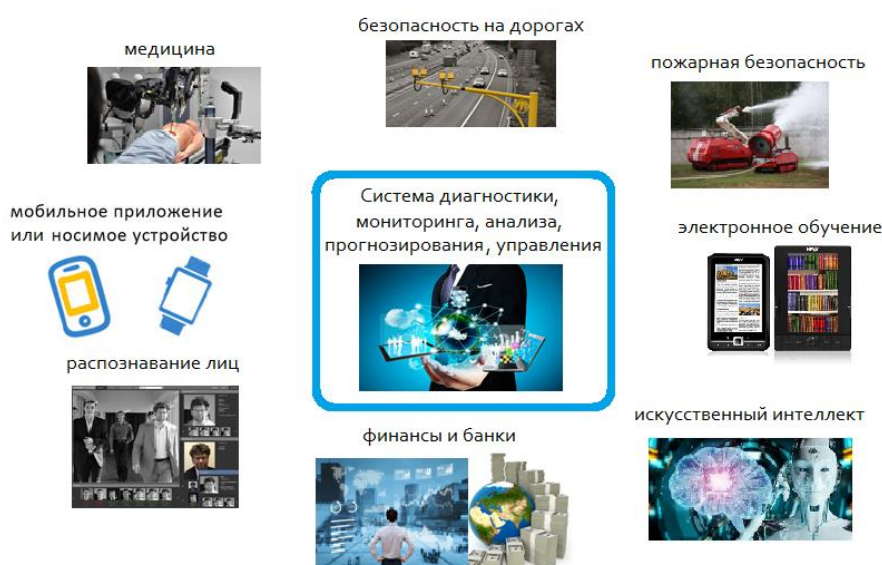 безопасность на дорогах
медицина
пожарная безопасность
Система диагностики,
мониторинга, анализа,
прогнозирования, управления
мобильное приложение
или носимое устройство
электронное обучение
распознавание лиц
искусственный интеллект
финансы и банки